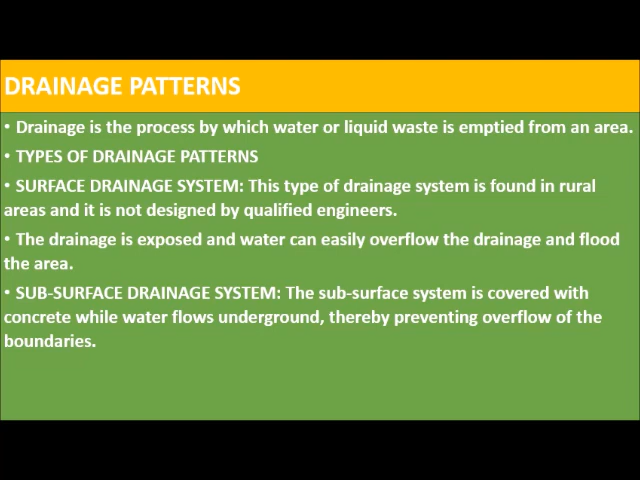 DRAINAGE PATTERNS
• Drainage is the process by which water or liquid waste is emptied from an area.
• TYPES OF DRAINAGE PATTERNS
• SURFACE DRAINAGE SYSTEM: This type of drainage system is found in rural
areas and it is not designed by qualified engineers.
• The drainage is exposed and water can easily overflow the drainage and flood
the area.
• SUB-SURFACE DRAINAGE SYSTEM: The sub-surface system is covered with
concrete while water flows underground, thereby preventing overflow of the
boundaries.